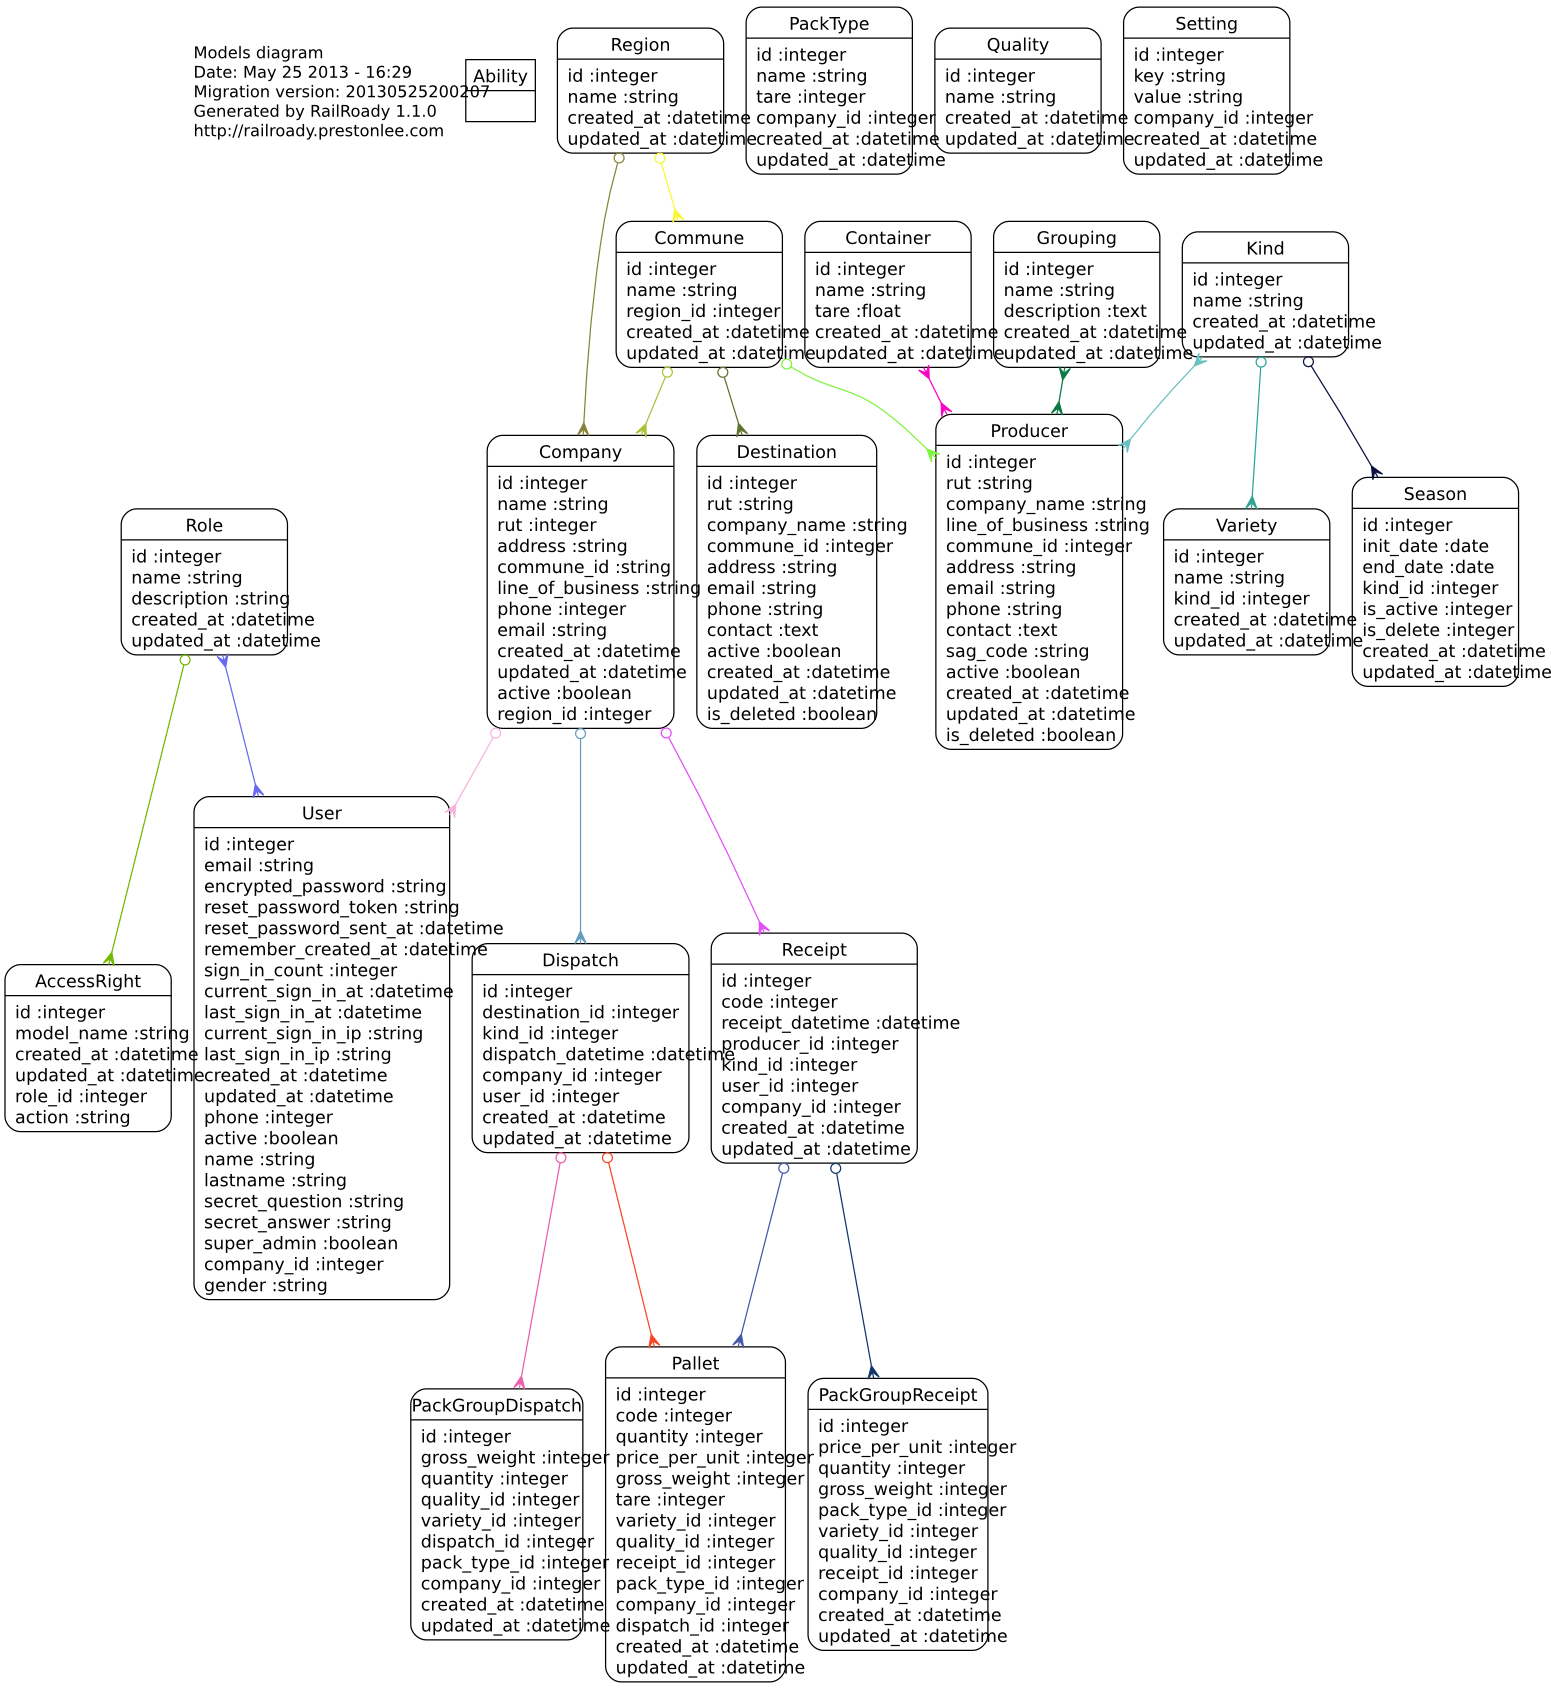 Models diagram
Date: May 25 2013 - 16:29
Migration version: 20130525200207
Generated by RailRoady 1.1.0
http://railroady.prestonlee.com
Ability
Region
id :integer
name :string
created_at :datetime
updated_at :datetime
PackType
id :integer
name :string
tare :integer
company_id :integer
created_at :datetime
updated_at :datetime
Quality
id :integer
name :string
created_at :datetime
updated_at :datetime
Setting
id :integer
key :string
value :string
company_id :integer
created_at :datetime
updated_at :datetime
Commune
id :integer
name :string
region_id :integer
created_at :datetime
updated_at :datetime
Container
id :integer
name :string
tare :float
created_at :datetime
updated_at :datetime
Grouping
id :integer
name :string
description :text
created_at :datetime
updated_at :datetime
Kind
id :integer
name :string
created_at :datetime
updated_at :datetime
Company
id :integer
name :string
rut :integer
address :string
commune_id :string
line_of_business :string
phone :integer
email :string
created_at :datetime
updated_at :datetime
active :boolean
region_id :integer
Destination
id :integer
rut :string
company_name :string
commune_id :integer
address :string
email :string
phone :string
contact :text
active :boolean
created_at :datetime
updated_at :datetime
is_deleted :boolean
Producer
id :integer
rut :string
company_name :string
line_of_business :string
commune_id :integer
address :string
email :string
phone :string
contact :text
sag_code :string
active :boolean
created_at :datetime
updated_at :datetime
is_deleted :boolean
Variety
id :integer
name :string
kind_id :integer
created_at :datetime
updated_at :datetime
Season
id :integer
init_date :date
end_date :date
kind_id :integer
is_active :integer
is_delete :integer
created_at :datetime
updated_at :datetime
Role
id :integer
name :string
description :string
created_at :datetime
updated_at :datetime
AccessRight
id :integer
model_name :string
created_at :datetime
updated_at :datetime
role_id :integer
action :string
User
id :integer
email :string
encrypted_password :string
reset_password_token :string
reset_password_sent_at :datetime
remember_created_at :datetime
sign_in_count :integer
current_sign_in_at :datetime
last_sign_in_at :datetime
current_sign_in_ip :string
last_sign_in_ip :string
created_at :datetime
updated_at :datetime
phone :integer
active :boolean
name :string
lastname :string
secret_question :string
secret_answer :string
super_admin :boolean
company_id :integer
gender :string
Dispatch
id :integer
destination_id :integer
kind_id :integer
dispatch_datetime :datetime
company_id :integer
user_id :integer
created_at :datetime
updated_at :datetime
Receipt
id :integer
code :integer
receipt_datetime :datetime
producer_id :integer
kind_id :integer
user_id :integer
company_id :integer
created_at :datetime
updated_at :datetime
PackGroupDispatch
id :integer
gross_weight :integer
quantity :integer
quality_id :integer
variety_id :integer
dispatch_id :integer
pack_type_id :integer
company_id :integer
created_at :datetime
updated_at :datetime
Pallet
id :integer
code :integer
quantity :integer
price_per_unit :integer
gross_weight :integer
tare :integer
variety_id :integer
quality_id :integer
receipt_id :integer
pack_type_id :integer
company_id :integer
dispatch_id :integer
created_at :datetime
updated_at :datetime
PackGroupReceipt
id :integer
price_per_unit :integer
quantity :integer
gross_weight :integer
pack_type_id :integer
variety_id :integer
quality_id :integer
receipt_id :integer
company_id :integer
created_at :datetime
updated_at :datetime